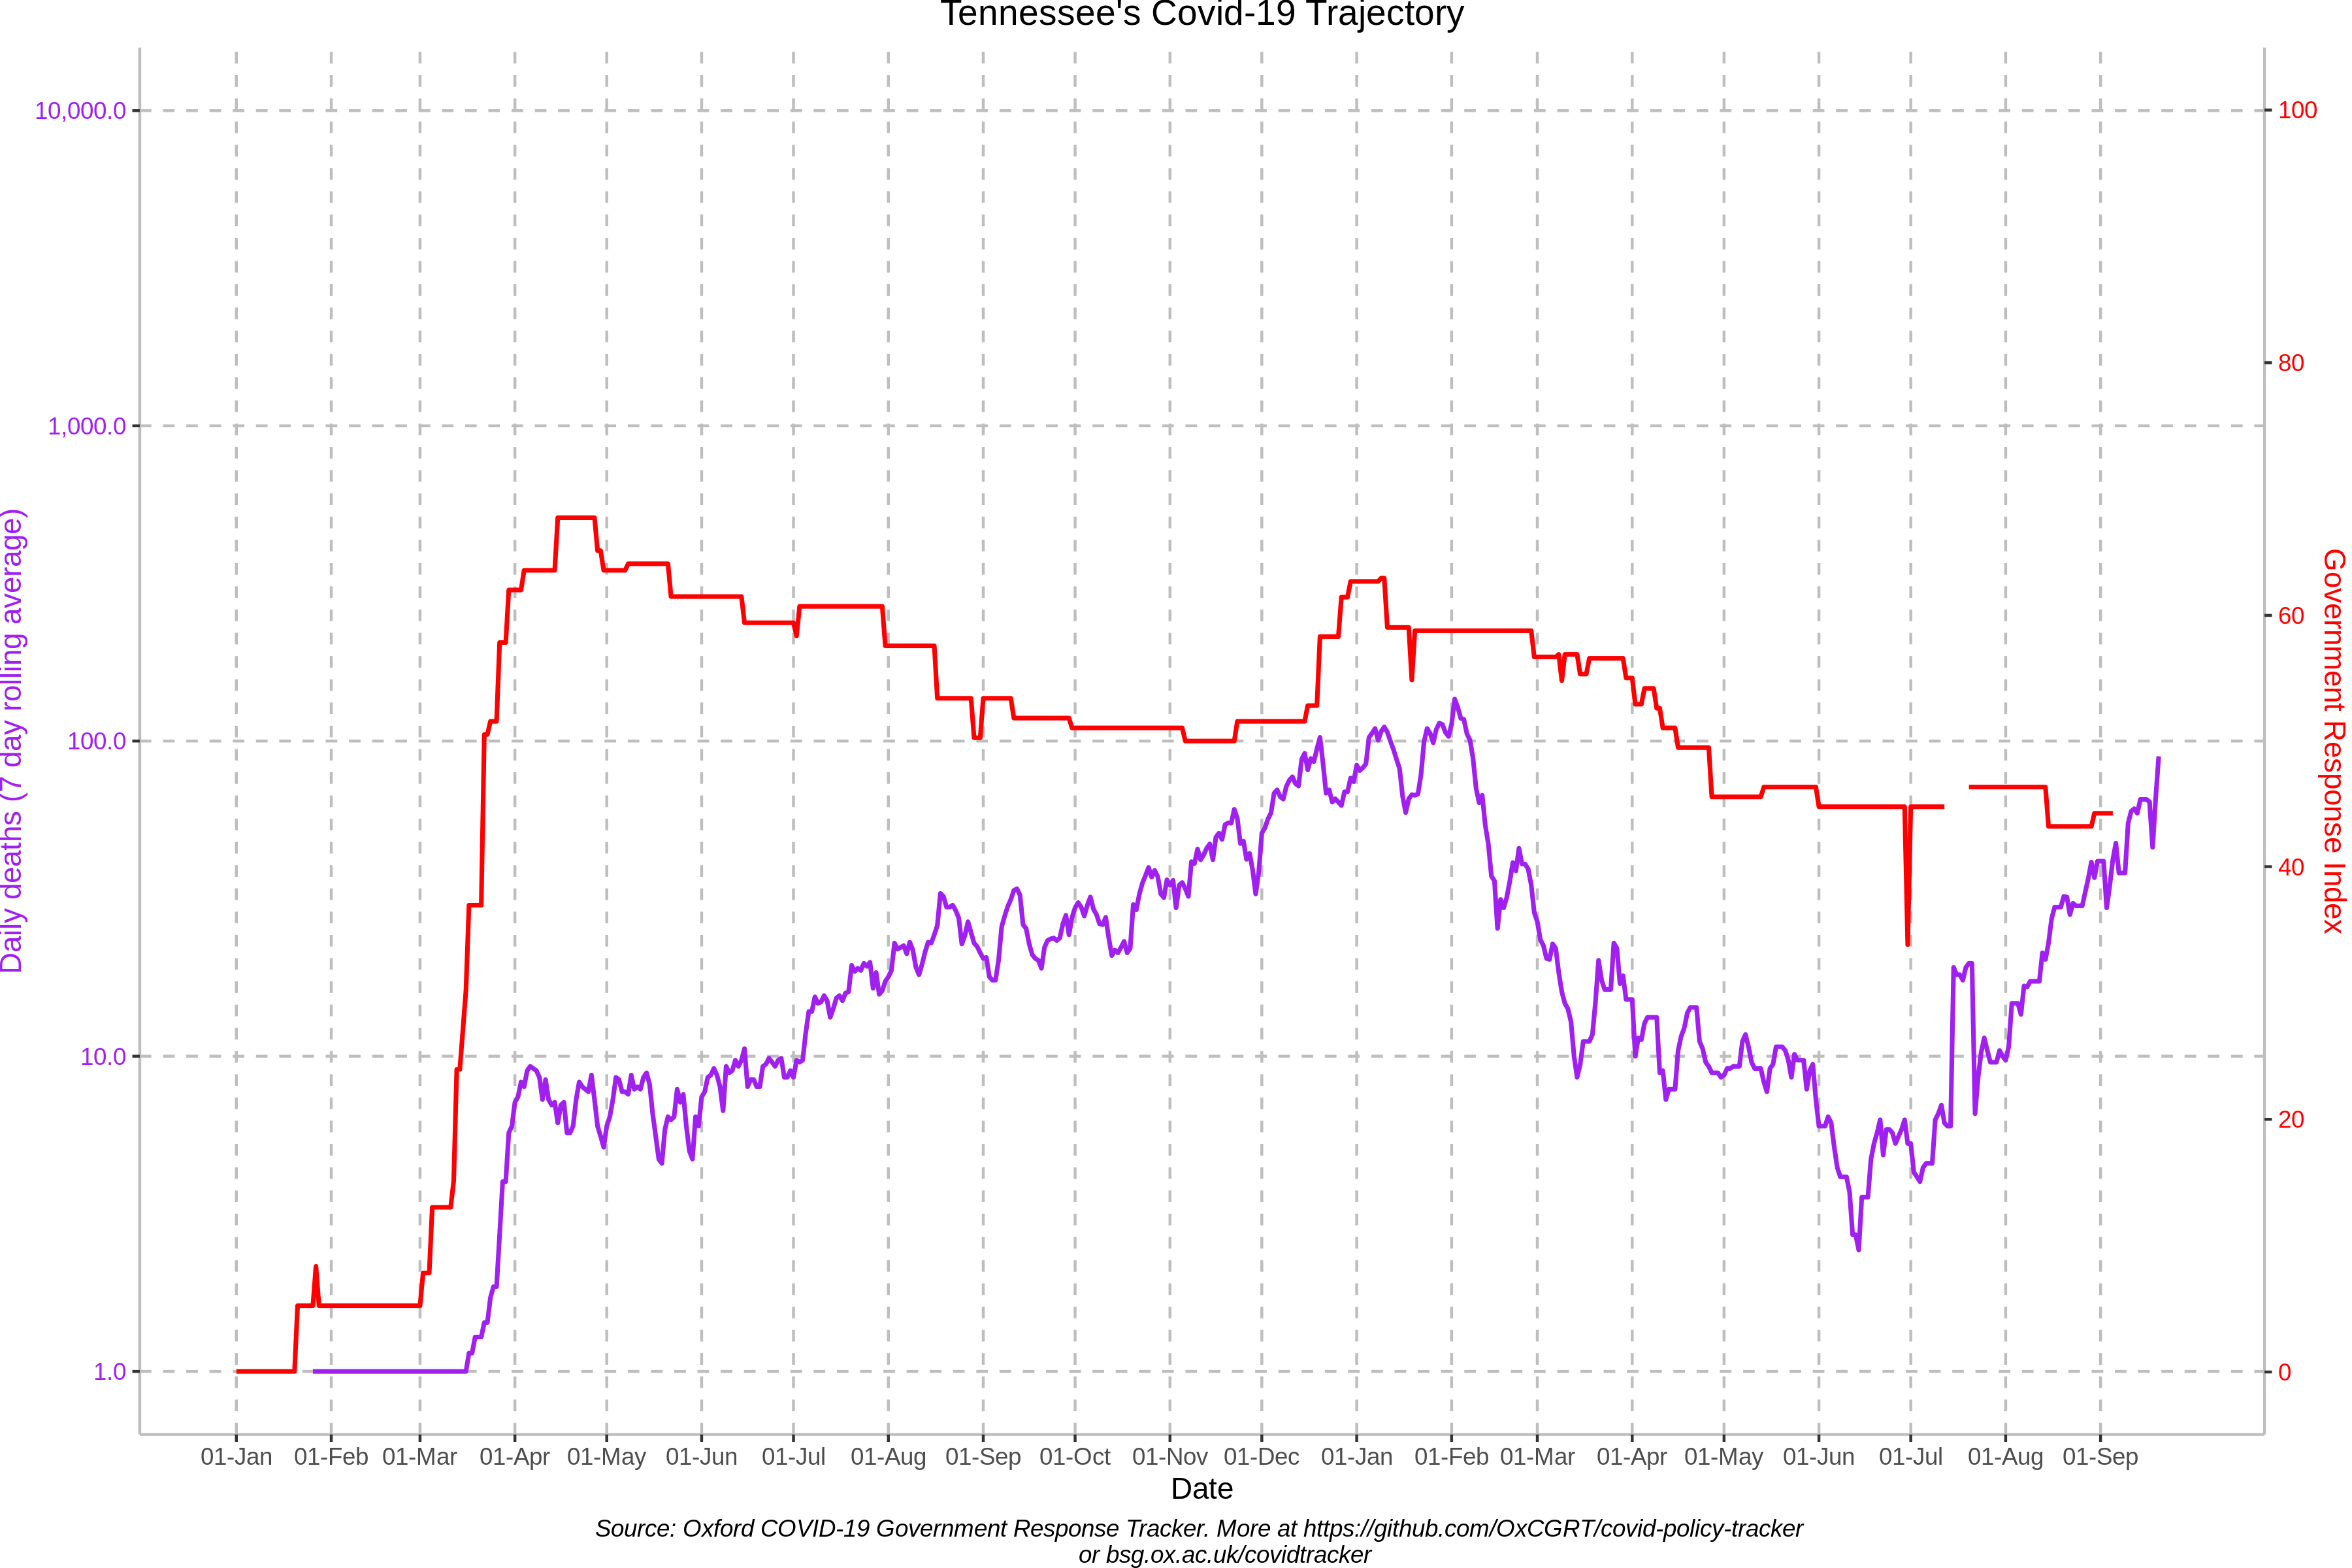 Tennessee's Covid-19 Trajectory
10,000.0
1,000.0
100.0
10.0
1.0
Daily deaths (7 day rolling average)
100
80
60
40
20
0
Government Response Index
01-Jan 01-Feb 01-Mar 01-Apr 01-May 01-Jun 01-Jul 01-Aug 01-Sep 01-Oct 01-Nov 01-Dec 01-Jan 01-Feb 01-Mar 01-Apr 01-May 01-Jun 01-Jul 01-Aug 01-Sep
Date
Source: Oxford COVID-19 Government Response Tracker. More at https://github.com/OxCGRT/covid-policy-tracker
or bsg.ox.ac.uk/covidtracker